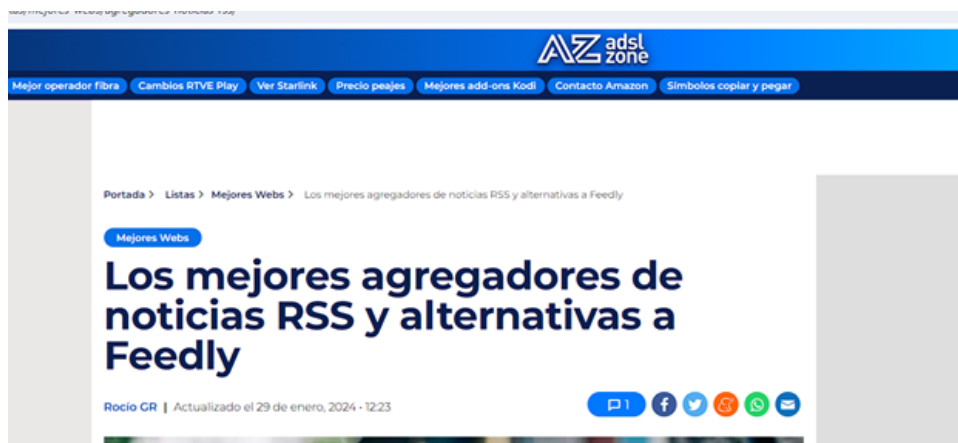 adsl
zone
Mejor operador fibra
Cambios RTVE Play
Ver Starlink
Precio peajes
Mejores add-ons Kodi
Contacto Amazon
Símbolos copiar y pegar
Portada > Listas > Mejores Webs > Los mejores agregadores de noticias RSS y alternativas a Feedly
Mejores Webs
Los mejores agregadores de
noticias RSS y alternativas a
Feedly
Rocío GR | Actualizado el 29 de enero, 2024 · 12:23
1